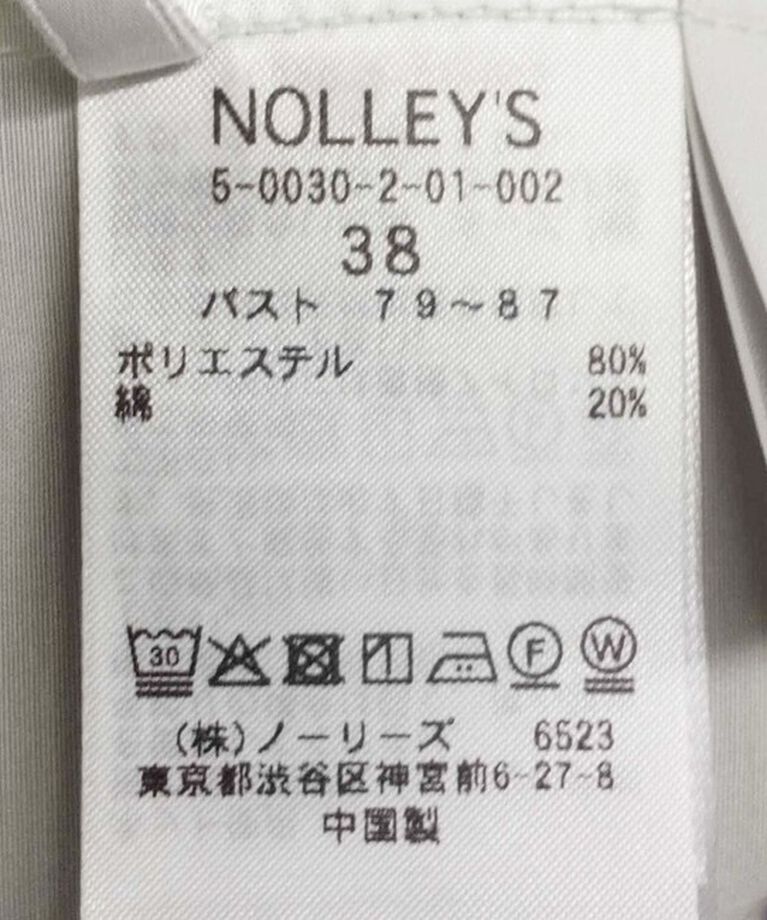 NOLLEY'S
5-0030-2-01-002
38
バスト 79〜87
ポリエステル 80%
綿 20%
30 F W
(株)ノーリーズ 6523
東京都渋谷区神宮前6-27-8
中国製